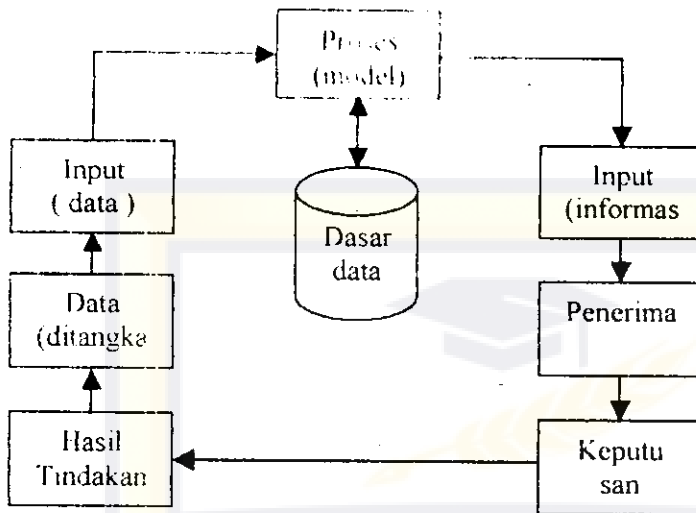 Proses
(model)
Input
( data )
Input
(informas
Dasar
data
Data
(ditangka
Penerima
Hasil
Tindakan
Keputu
san